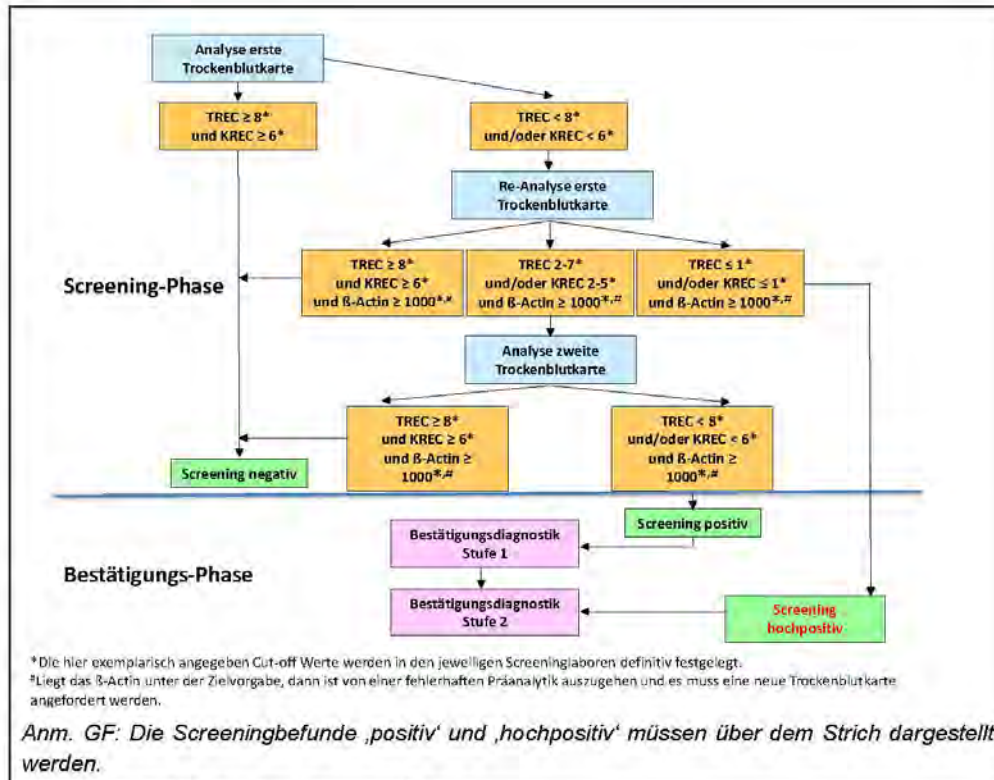 Analyse erste
Trockenblutkarte
TREC ≥ 8*
und KREC ≥ 6*
TREC < 8*
und/oder KREC < 6*
Re-Analyse erste
Trockenblutkarte
Screening-Phase
TREC ≥ 8*
und KREC ≥ 6*
und ß-Actin ≥ 1000*,#
TREC 2-7*
und/oder KREC 2-5*
und ß-Actin ≥ 1000*,#
TREC ≤ 1*
und/oder KREC ≤ 1*
und ß-Actin ≥ 1000*,#
Analyse zweite
Trockenblutkarte
TREC ≥ 8*
und KREC ≥ 6*
und ß-Actin ≥
1000*,#
TREC < 8*
und/oder KREC < 6*
und ß-Actin ≥
1000*,#
Screening negativ
Screening positiv
Bestätigungs-Phase
Bestätigungsdiagnostik
Stufe 1
Bestätigungsdiagnostik
Stufe 2
Screening
hochpositiv
*Die hier exemplarisch angegeben Cut-off Werte werden in den jeweiligen Screeninglaboren definitiv festgelegt.
#Liegt das ß-Actin unter der Zielvorgabe, dann ist von einer fehlerhaften Präanalytik auszugehen und es muss eine neue Trockenblutkarte
angefordert werden.
Anm. GF: Die Screeningbefunde ‚positiv‘ und ‚hochpositiv‘ müssen über dem Strich dargestellt
werden.